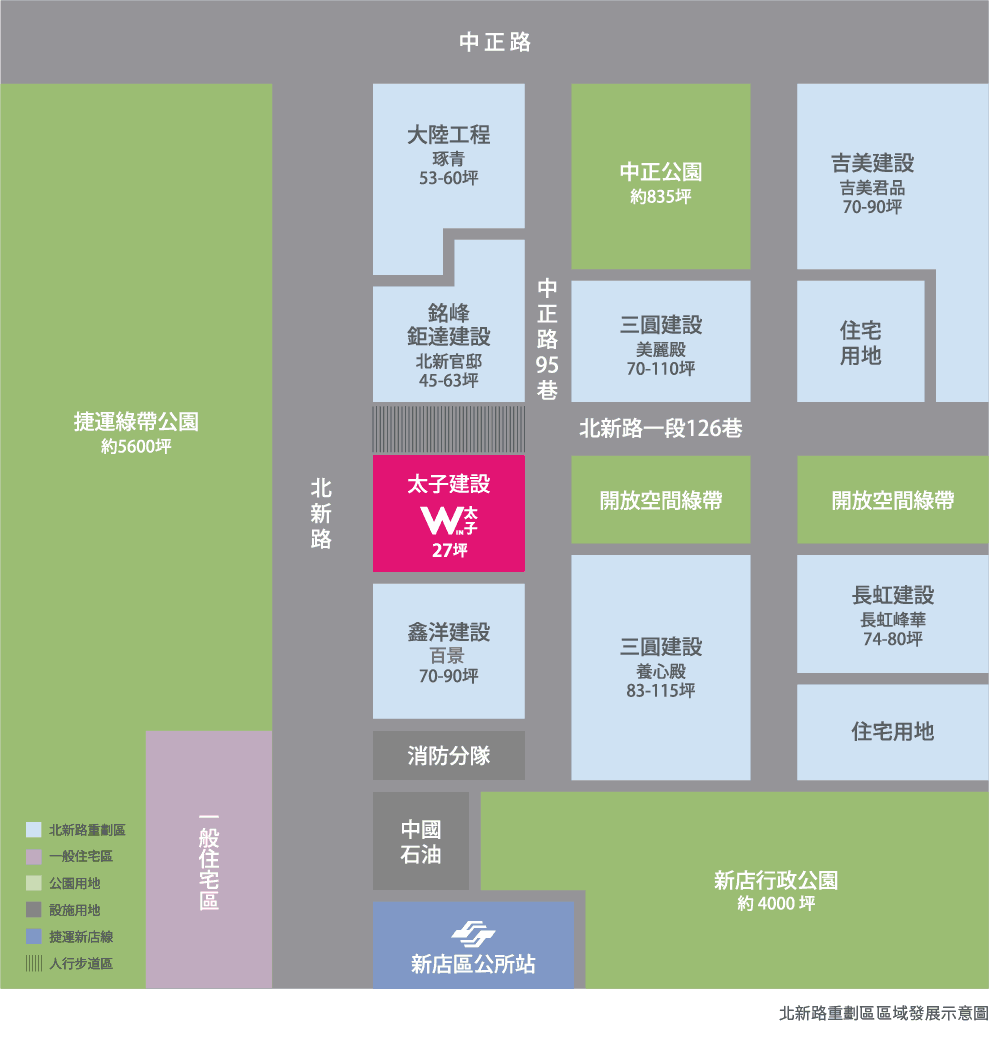 中正路
大陸工程
琢青
53-60坪
中正公園
約835坪
吉美建設
吉美君品
70-90坪
銘峰
鉅達建設
北新官邸
45-63坪
中正路95巷
三圓建設
美麗殿
70-110坪
住宅
用地
捷運綠帶公園
約5600坪
北新路一段126巷
北新路
太子建設
WIN太子
27坪
開放空間綠帶
開放空間綠帶
鑫洋建設
百景
70-90坪
三圓建設
養心殿
83-115坪
長虹建設
長虹峰華
74-80坪
住宅用地
消防分隊
中國
石油
一般住宅區
新店行政公園
約 4000 坪
新店區公所站
北新路重劃區
一般住宅區
公園用地
設施用地
捷運新店線
人行步道區
北新路重劃區區域發展示意圖